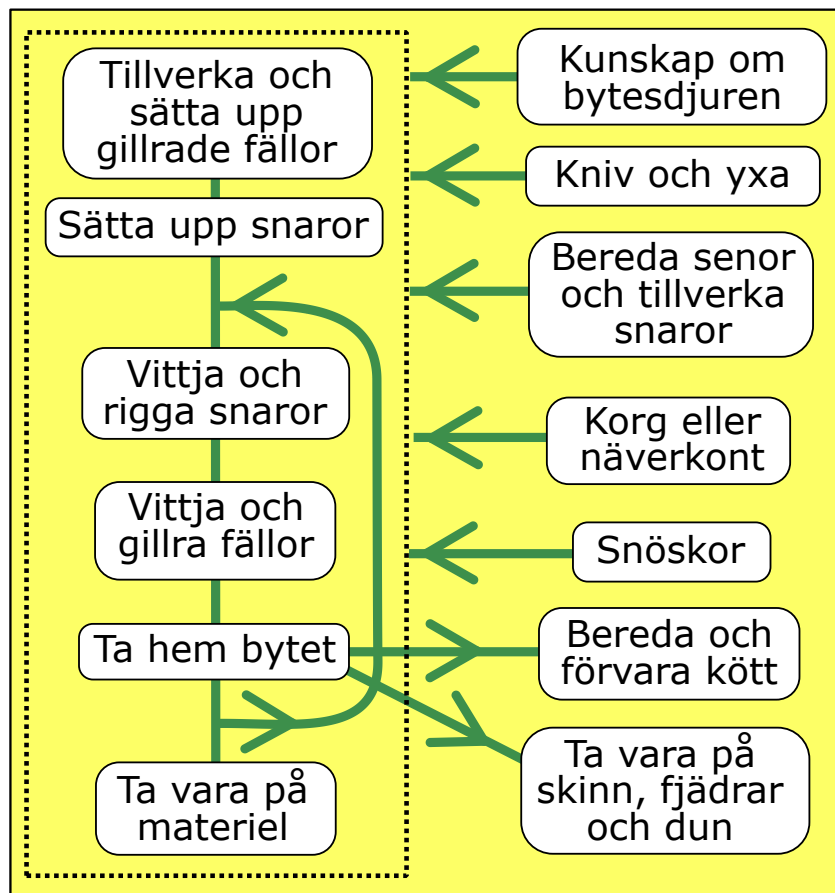 Tillverka och
sätta upp
gillrade fällor
Sätta upp snaror
Vittja och
rigga snaror
Vittja och
gillra fällor
Ta hem bytet
Ta vara på
materiel
Kunskap om
bytesdjuren
Kniv och yxa
Bereda senor
och tillverka
snaror
Korg eller
näverkont
Snöskor
Bereda och
förvara kött
Ta vara på
skinn, fjädrar
och dun